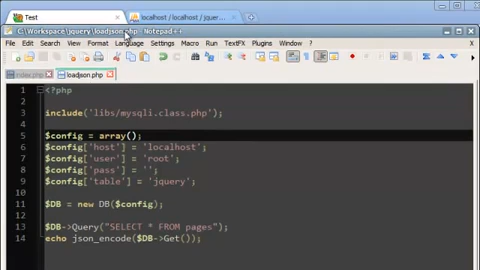 Test
localhost / localhost / jquery...
C:\Workspace\jquery\loadjson.php - Notepad++
File Edit Search View Format Language Settings Macro Run TextFX Plugins Window ?
index.php loadjson.php
1 <?php
2
3 include('libs/mysqli.class.php');
4
5 $config = array();
6 $config['host'] = 'localhost';
7 $config['user'] = 'root';
8 $config['pass'] = '';
9 $config['table'] = 'jquery';
10
11 $DB = new DB($config);
12
13 $DB->Query("SELECT * FROM pages");
14 echo json_encode($DB->Get());